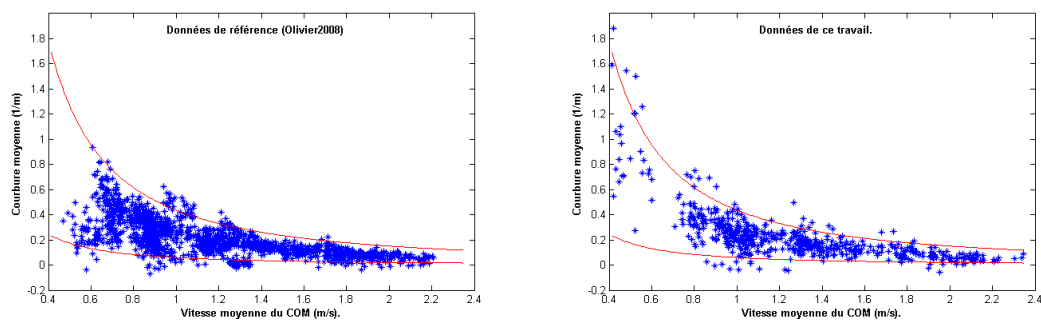 Données de référence (Olivier2008)
1.8
1.6
1.4
1.2
1
0.8
0.6
0.4
0.2
0
-0.2
Courbure moyenne (1/m)
0.4 0.6 0.8 1 1.2 1.4 1.6 1.8 2 2.2 2.4
Vitesse moyenne du COM (m/s).
Données de ce travail.
1.8
1.6
1.4
1.2
1
0.8
0.6
0.4
0.2
0
-0.2
Courbure moyenne (1/m)
0.4 0.6 0.8 1 1.2 1.4 1.6 1.8 2 2.2 2.4
Vitesse moyenne du COM (m/s).